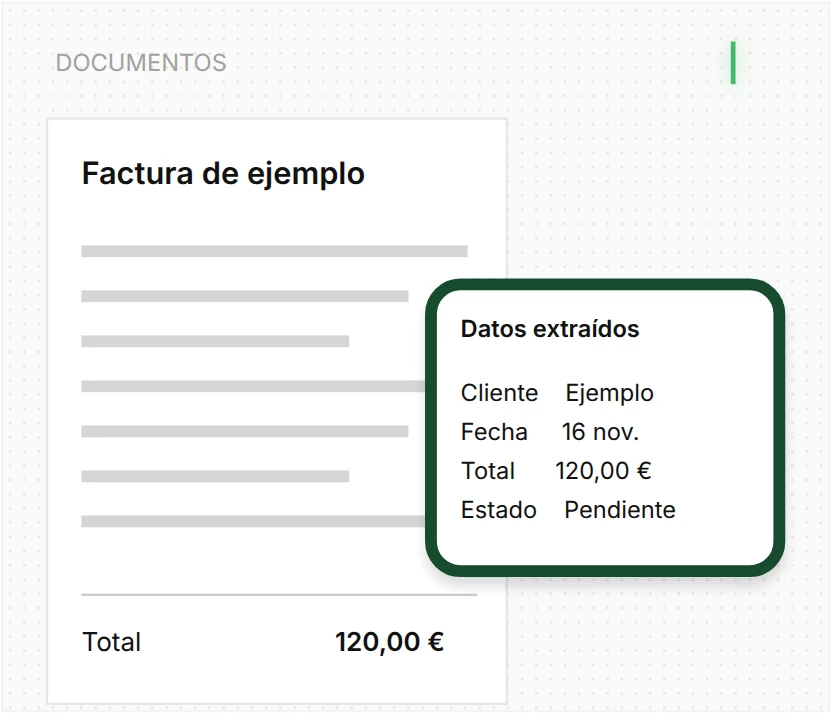 DOCUMENTOS
Factura de ejemplo
Datos extraídos
Cliente Ejemplo
Fecha 16 nov.
Total 120,00 €
Estado Pendiente
Total 120,00 €